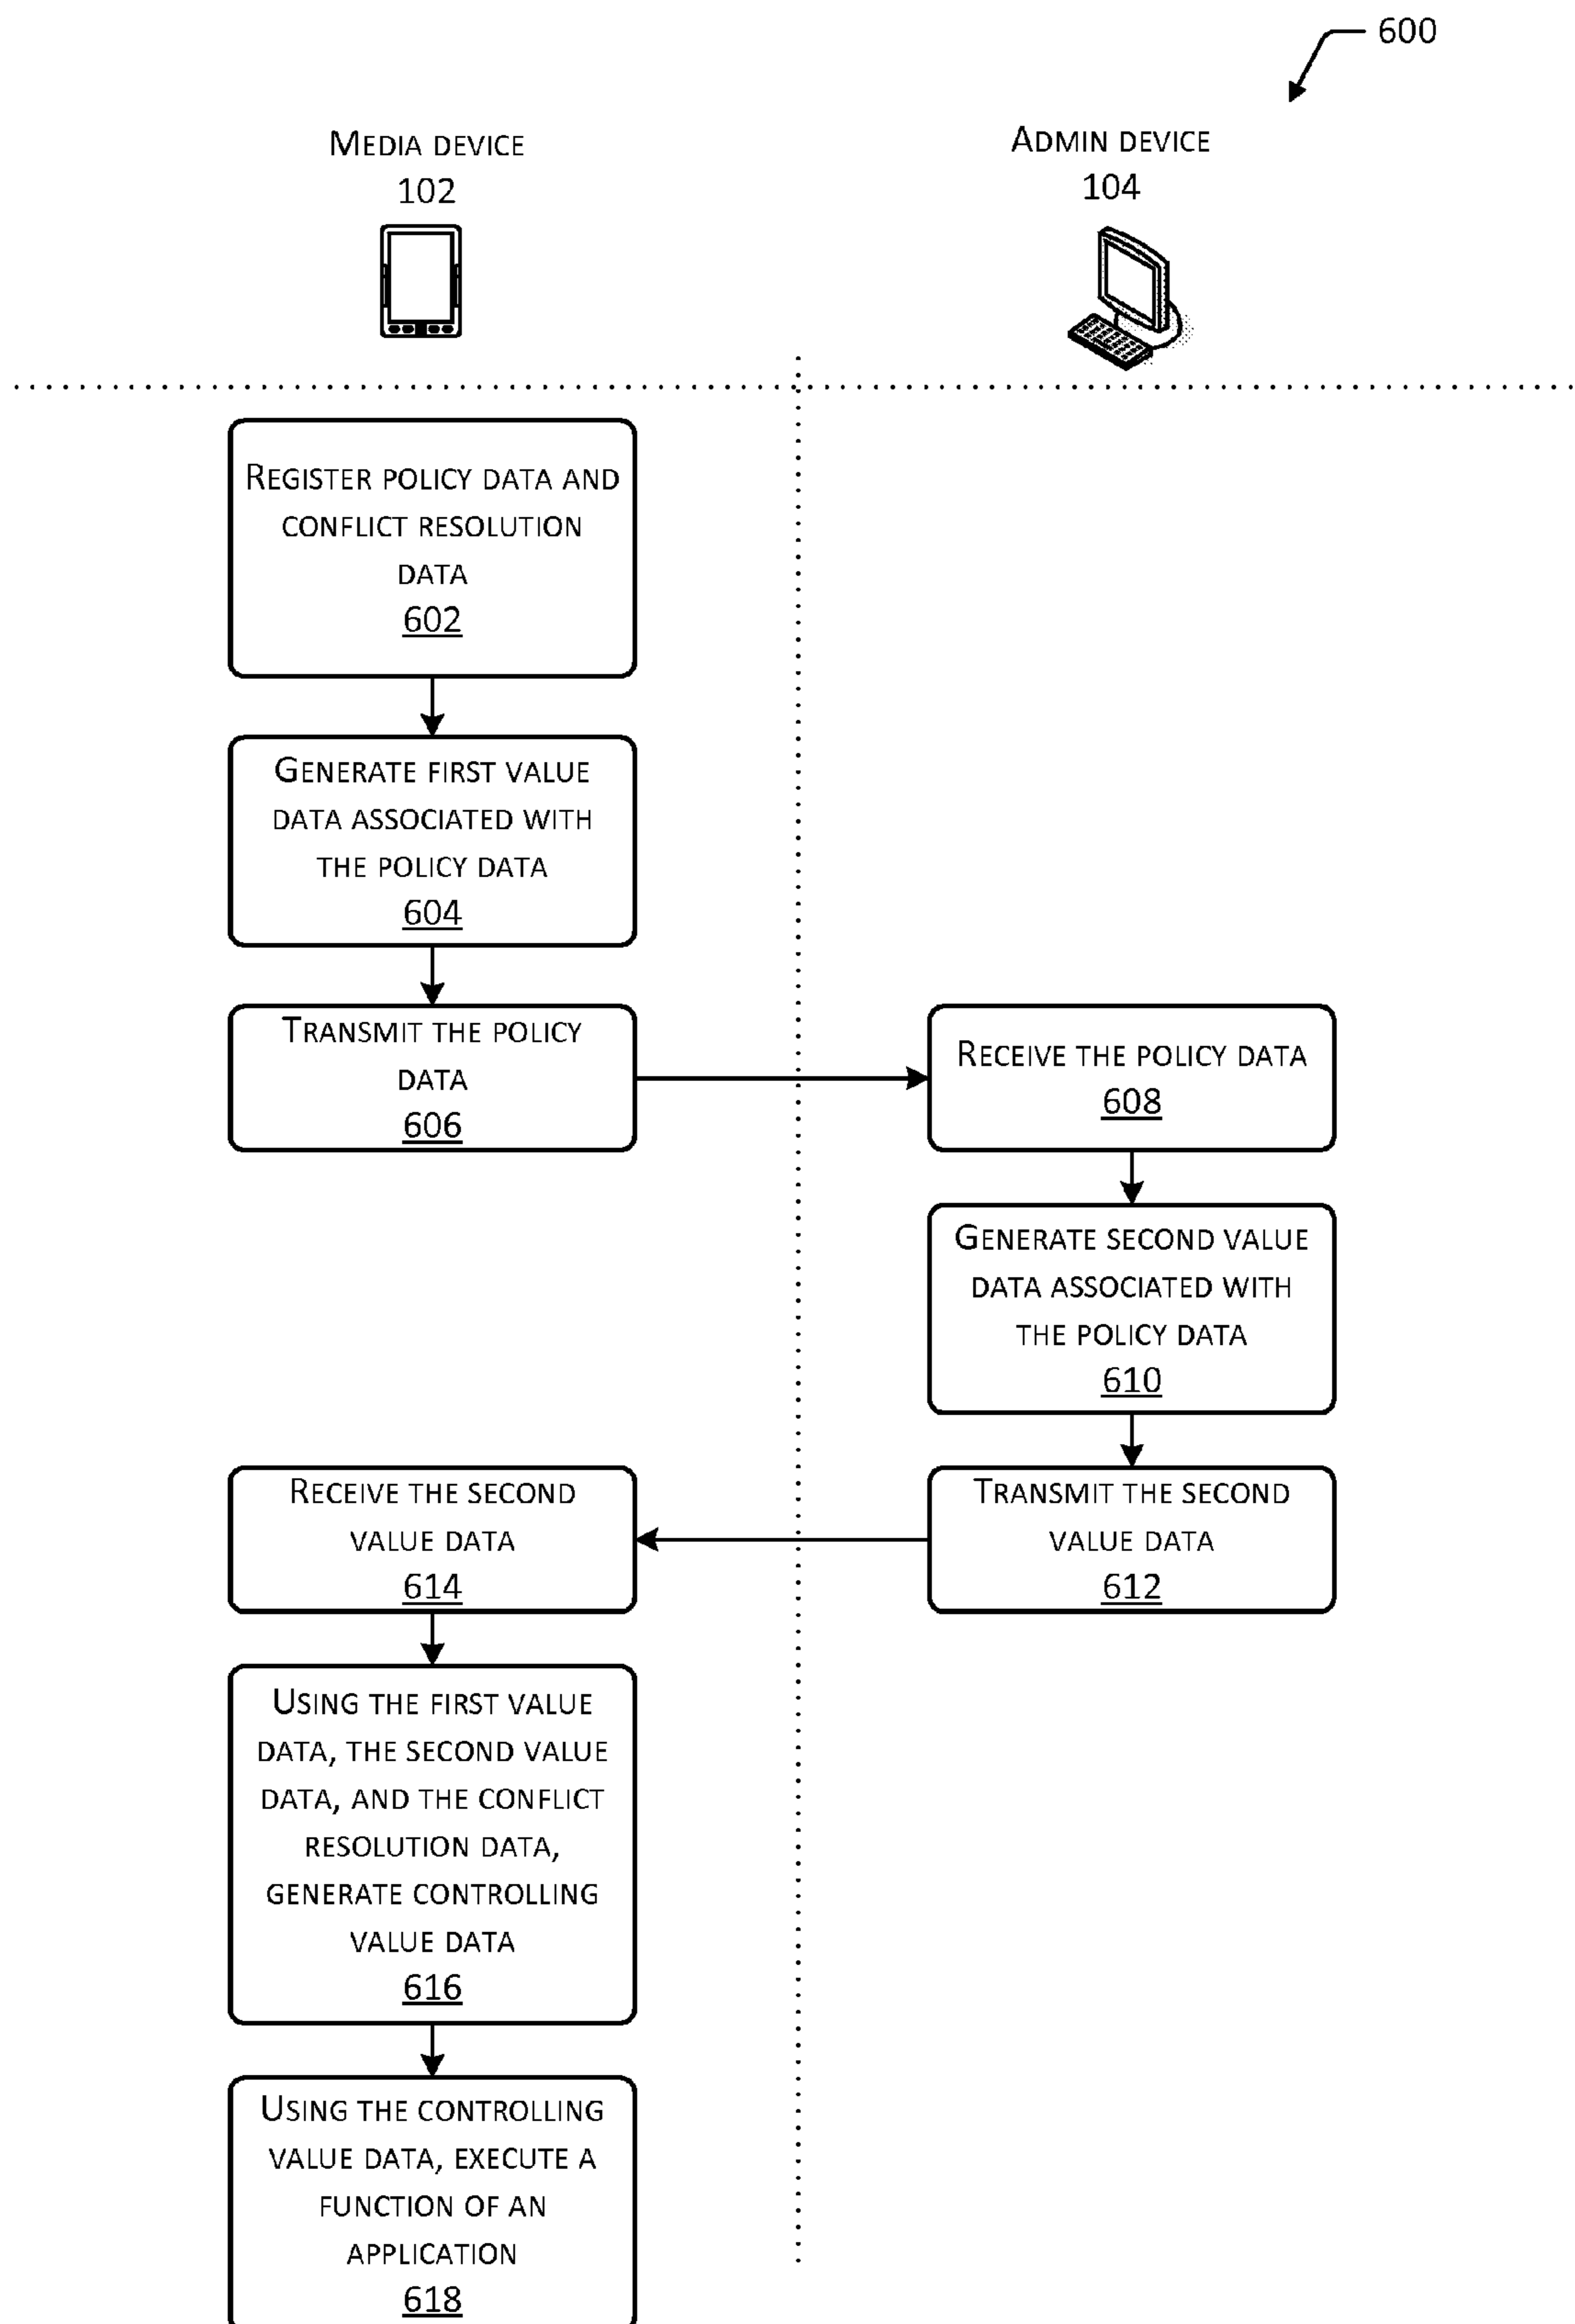 600
MEDIA DEVICE
102
ADMIN DEVICE
104
REGISTER POLICY DATA AND
CONFLICT RESOLUTION
DATA
602
GENERATE FIRST VALUE
DATA ASSOCIATED WITH
THE POLICY DATA
604
TRANSMIT THE POLICY
DATA
606
RECEIVE THE POLICY DATA
608
GENERATE SECOND VALUE
DATA ASSOCIATED WITH
THE POLICY DATA
610
TRANSMIT THE SECOND
VALUE DATA
612
RECEIVE THE SECOND
VALUE DATA
614
USING THE FIRST VALUE
DATA, THE SECOND VALUE
DATA, AND THE CONFLICT
RESOLUTION DATA,
GENERATE CONTROLLING
VALUE DATA
616
USING THE CONTROLLING
VALUE DATA, EXECUTE A
FUNCTION OF AN
APPLICATION
618